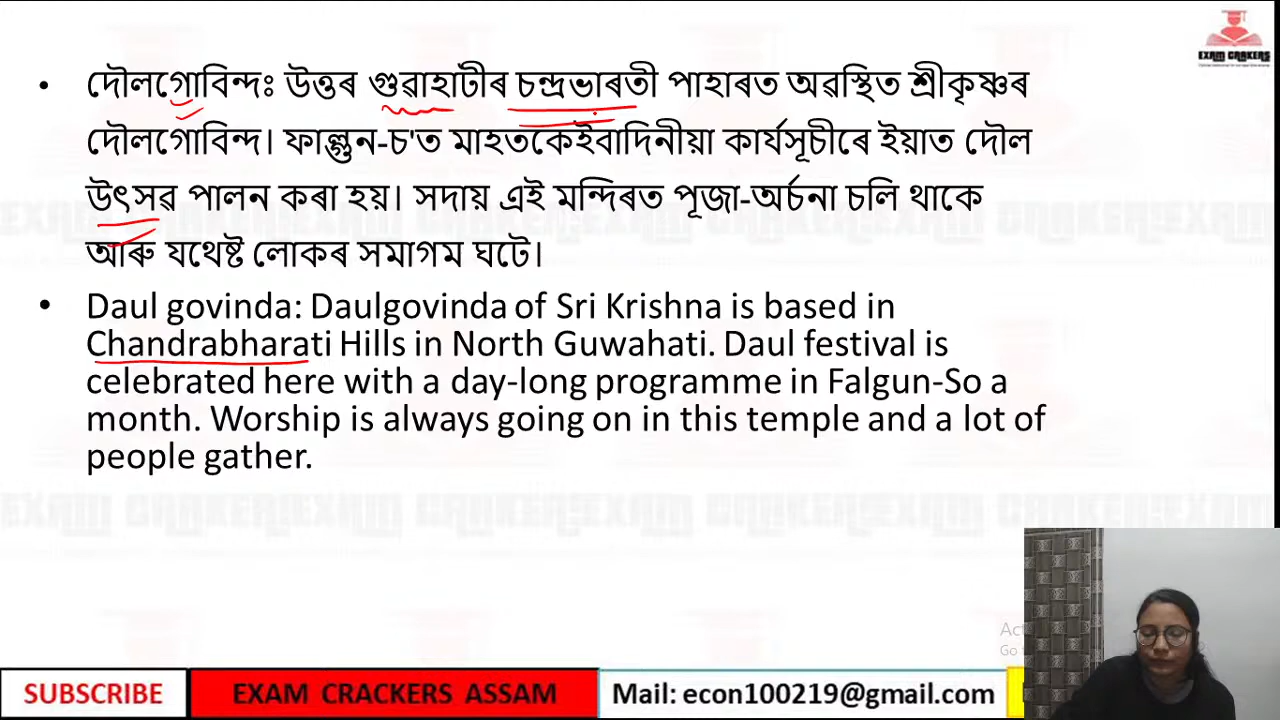 EXAM CRAKERS
• দৌলগোবিন্দঃ উত্তৰ গুৱাহাটীৰ চন্দ্ৰভাৰতী পাহাৰত অৱস্থিত শ্ৰীকৃষ্ণৰ
দৌলগোবিন্দ। ফাল্গুন-চ'ত মাহতকেইবাদিনীয়া কাৰ্যসূচীৰে ইয়াত দৌল
উৎসৱ পালন কৰা হয়। সদায় এই মন্দিৰত পূজা-অৰ্চনা চলি থাকে
আৰু যথেষ্ট লোকৰ সমাগম ঘটে।
• Daul govinda: Daulgovinda of Sri Krishna is based in
Chandrabharati Hills in North Guwahati. Daul festival is
celebrated here with a day-long programme in Falgun-So a
month. Worship is always going on in this temple and a lot of
people gather.
SUBSCRIBE EXAM CRACKERS ASSAM Mail: econ100219@gmail.com